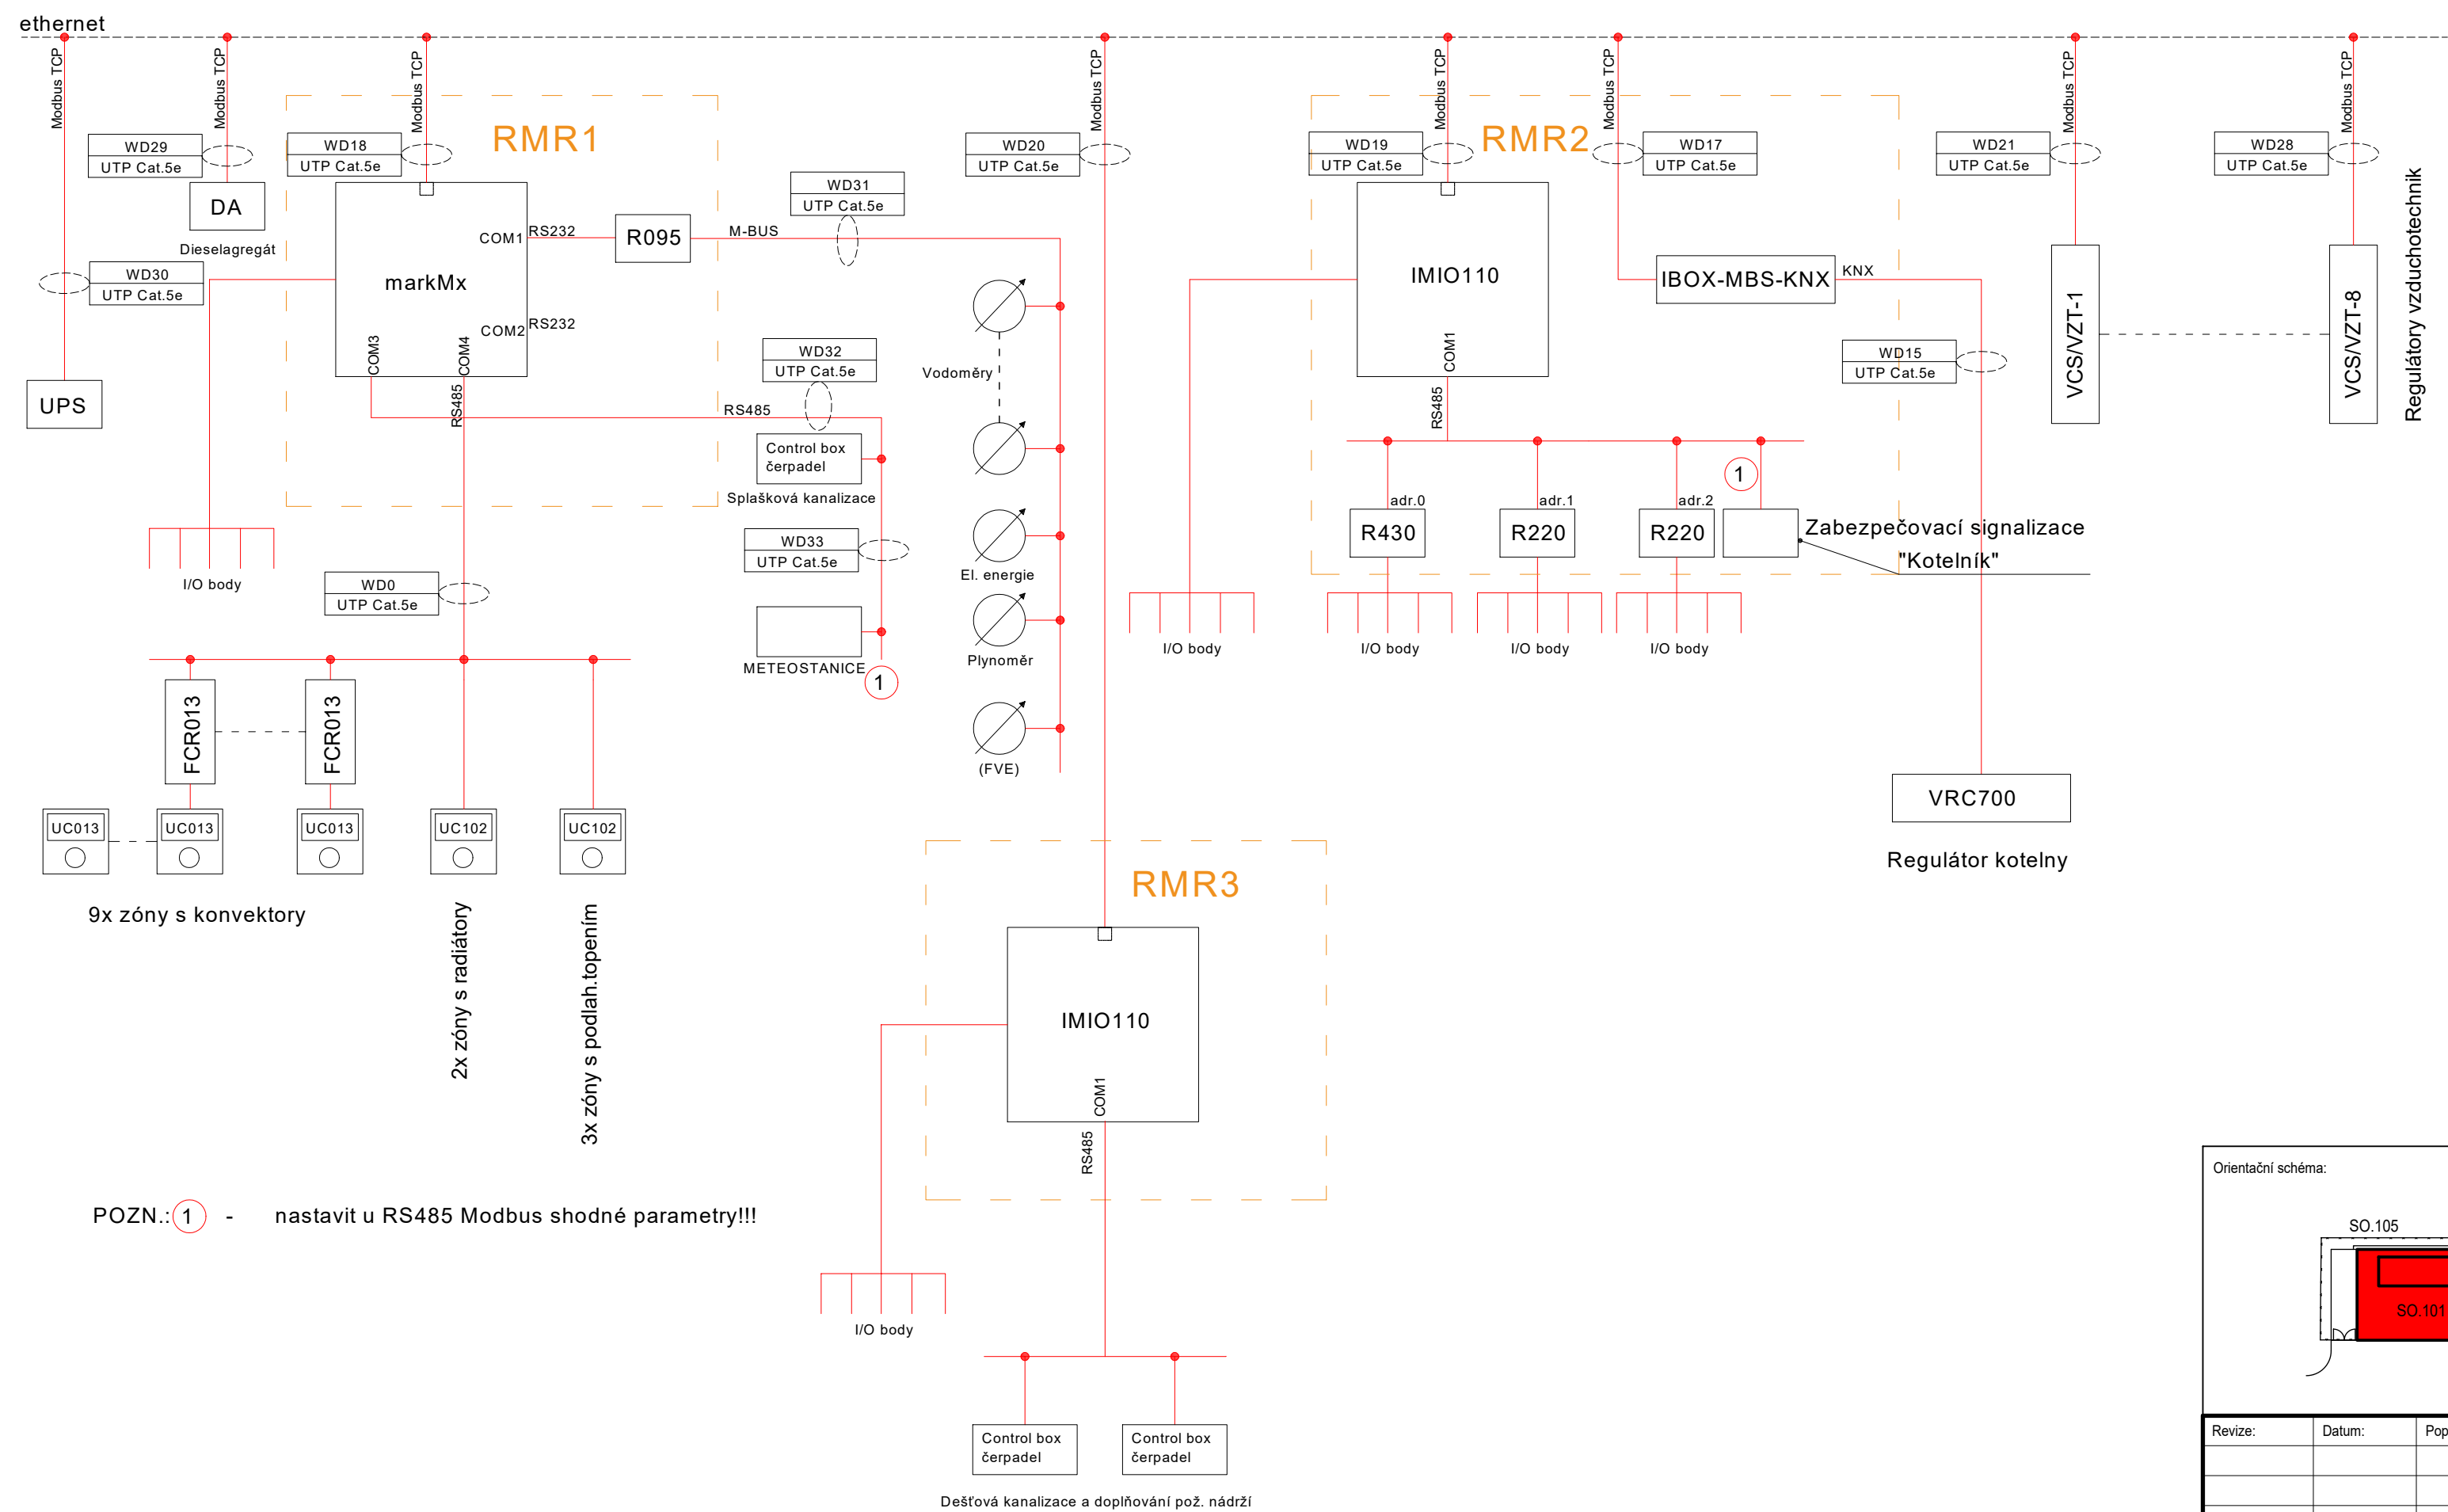 ethernet
Modbus TCP
Modbus TCP
Modbus TCP
Modbus TCP
Modbus TCP
Modbus TCP
Modbus TCP
Modbus TCP
RMR1
RMR2
WD29
UTP Cat.5e
WD18
UTP Cat.5e
WD20
UTP Cat.5e
WD19
UTP Cat.5e
WD17
UTP Cat.5e
WD21
UTP Cat.5e
WD28
UTP Cat.5e
WD31
UTP Cat.5e
DA
Dieselagregát
WD30
UTP Cat.5e
UPS
markMx
COM1
RS232
COM2
RS232
COM3
COM4
RS485
R095
M-BUS
WD32
UTP Cat.5e
RS485
Control box
čerpadel
Splašková kanalizace
WD33
UTP Cat.5e
METEOSTANICE
1
Vodoměry
El. energie
Plynoměr
(FVE)
I/O body
WD0
UTP Cat.5e
FCR013
FCR013
UC013
UC013
UC013
UC102
UC102
9x zóny s konvektory
2x zóny s radiátory
3x zóny s podlah.topením
IMIO110
COM1
RS485
IBOX-MBS-KNX
KNX
WD15
UTP Cat.5e
VCS/VZT-1
VCS/VZT-8
Regulátory vzduchotechnik
1
adr.0
adr.1
adr.2
R430
R220
R220
Zabezpečovací signalizace
"Kotelník"
I/O body
I/O body
I/O body
I/O body
VRC700
Regulátor kotelny
RMR3
IMIO110
COM1
RS485
I/O body
Control box
čerpadel
Control box
čerpadel
Dešťová kanalizace a doplňování pož. nádrží
POZN.: 1 - nastavit u RS485 Modbus shodné parametry!!!
Orientační schéma:
SO.105
SO.101
Revize:
Datum:
Pop